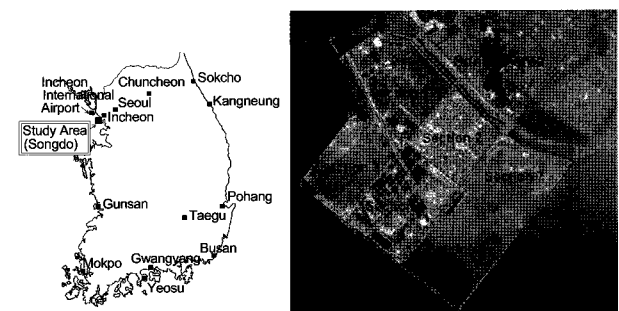 Incheon
International
Airport
Chuncheon
Sokcho
Seoul
Kangneung
Incheon
Study Area
(Songdo)
Gunsan
Pohang
Taegu
Busan
Mokpo
Gwangyang
Yeosu